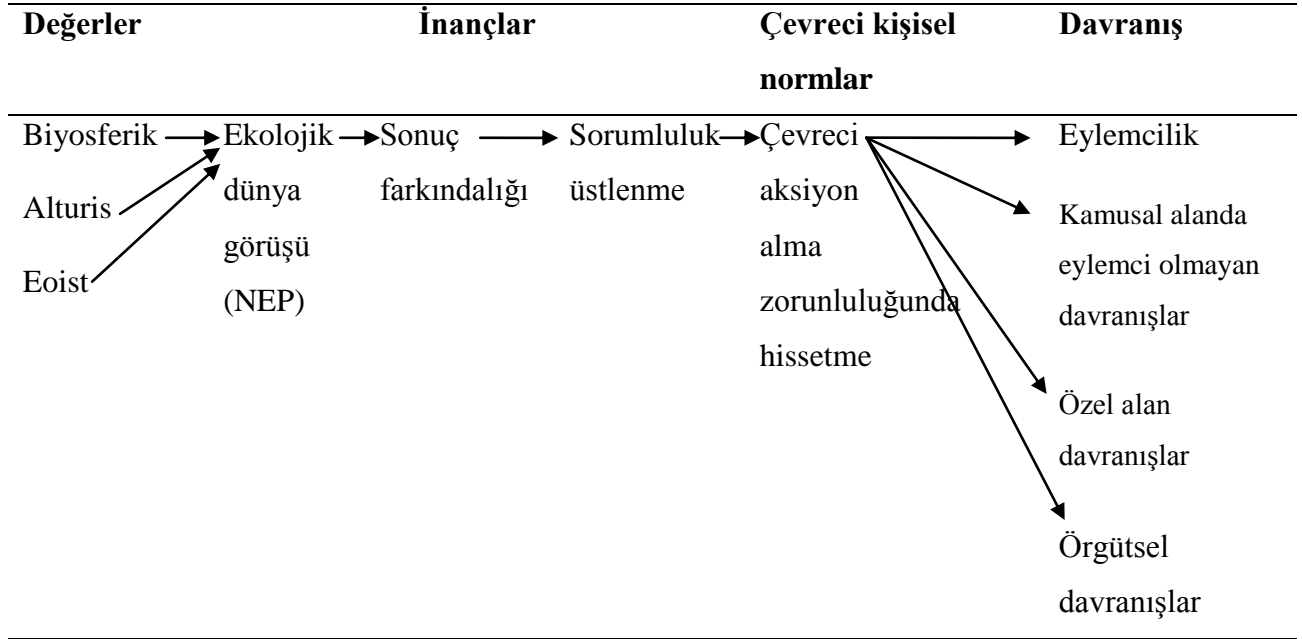 Değerler İnançlar Çevreci kişisel Davranış
normlar
Biyosferik Ekolojik Sonuç Sorumluluk Çevreci Eylemcilik
dünya farkındalığı üstlenme aksiyon
Alturis Kamusal alanda
görüşü alma eylemci olmayan
Eoist
(NEP) zorunluluğunda davranışlar
hissetme
Özel alan
davranışlar
Örgütsel
davranışlar